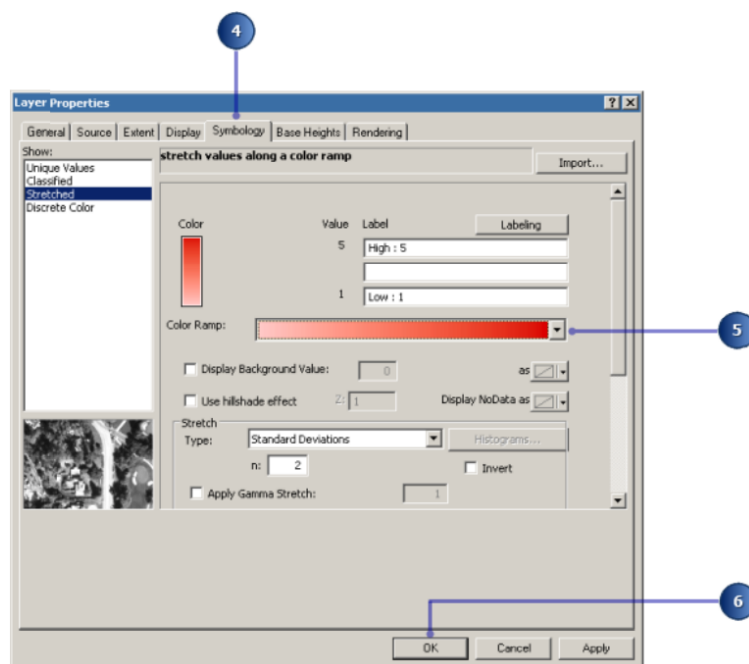 4
Layer Properties
General Source Extent Display Symbology Base Heights Rendering
Show:
Unique Values
Classified
Stretched
Discrete Color
stretch values along a color ramp
Import...
Color Value Label Labeling
5 High : 5
1 Low : 1
Color Ramp:
5
Display Background Value: 0 as
Use hillshade effect Z: 1 Display NoData as
Stretch
Type: Standard Deviations Histograms...
n: 2 Invert
Apply Gamma Stretch: 1
6
OK Cancel Apply